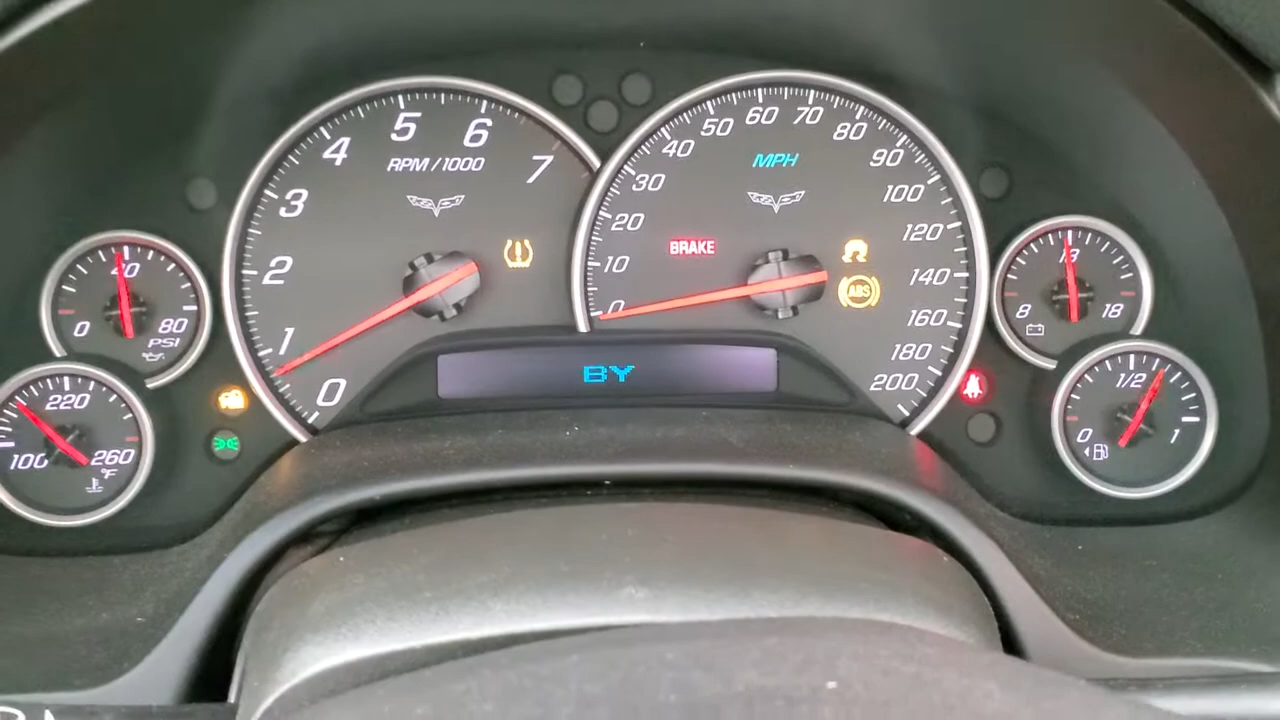 0 1 2 3 4 5 6 7
RPM / 1000
0 10 20 30 40 50 60 70 80 90 100 120 140 160 180 200
MPH
BRAKE
ABS
BY
0 40 80
PSI
100 220 260
°F
8 13 18
0 1/2 1